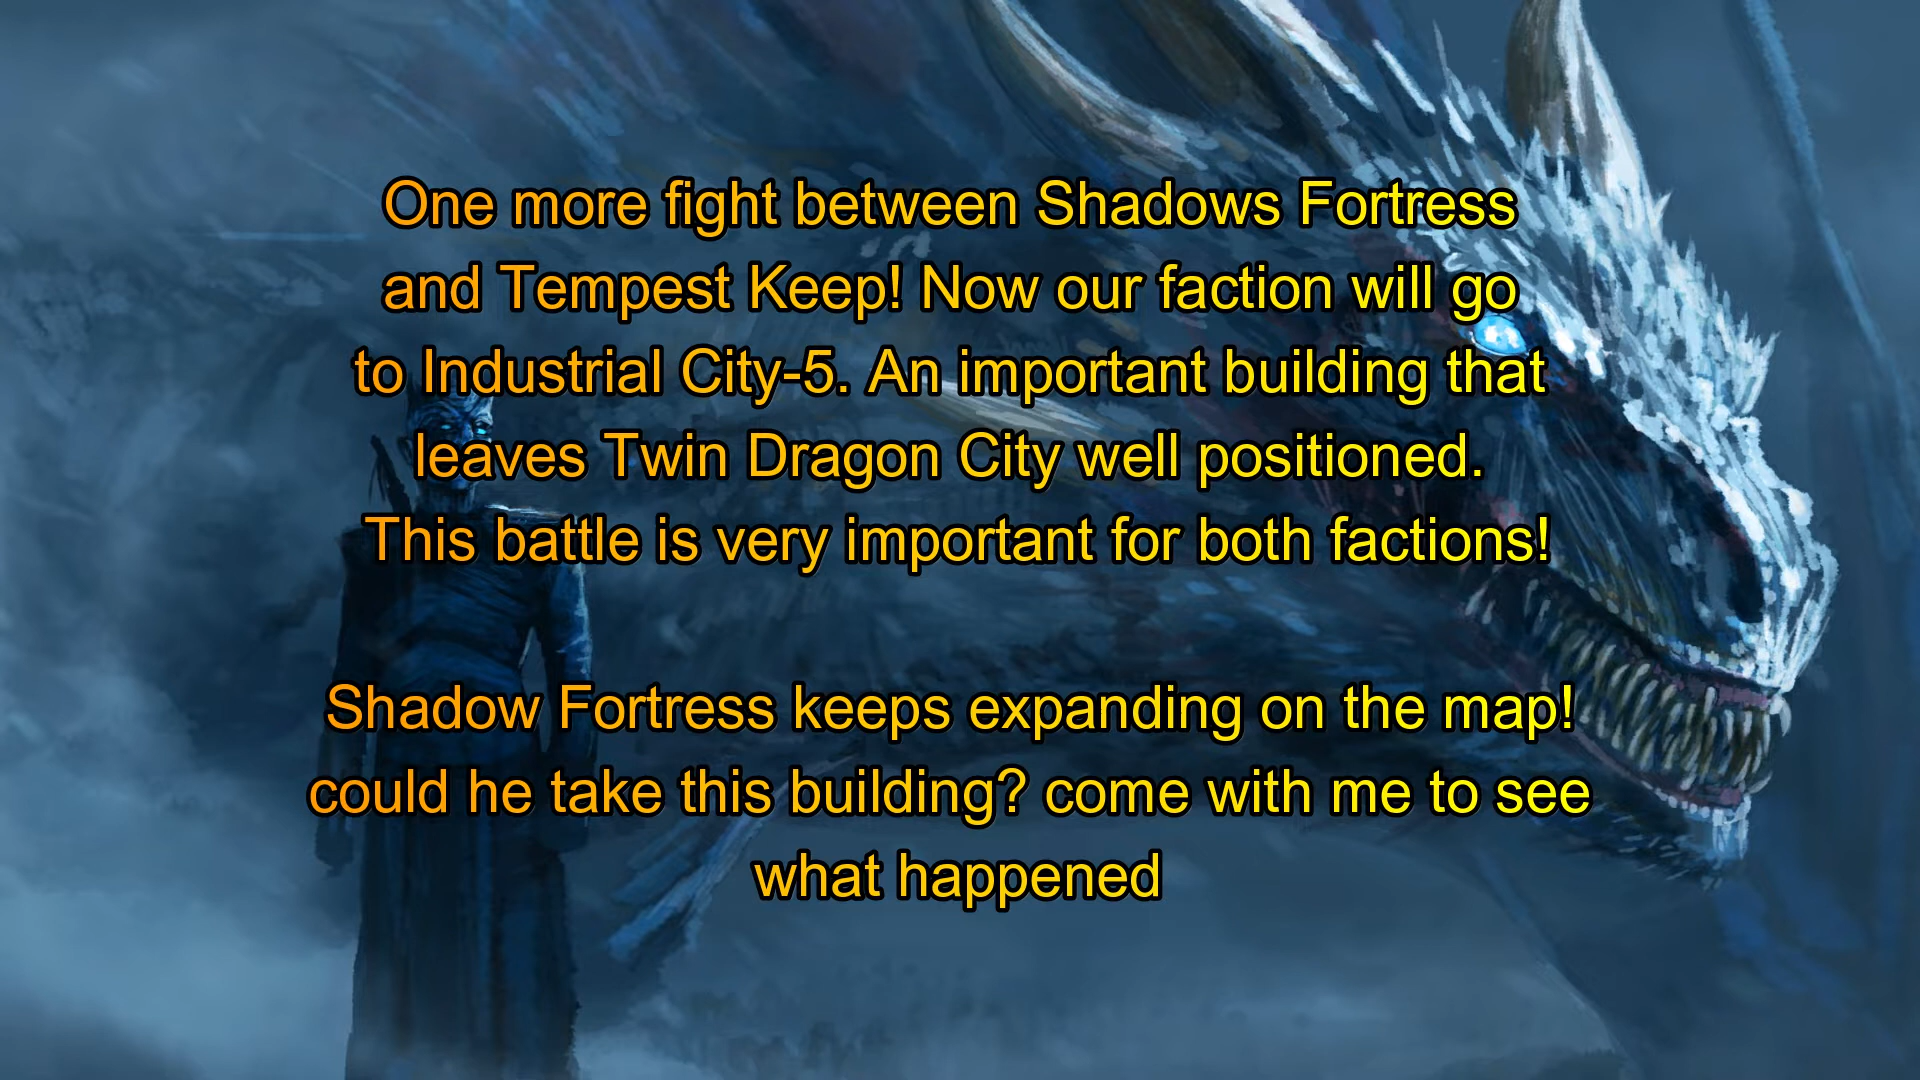 One more fight between Shadows Fortress
and Tempest Keep! Now our faction will go
to Industrial City-5. An important building that
leaves Twin Dragon City well positioned.
This battle is very important for both factions!
Shadow Fortress keeps expanding on the map!
could he take this building? come with me to see
what happened